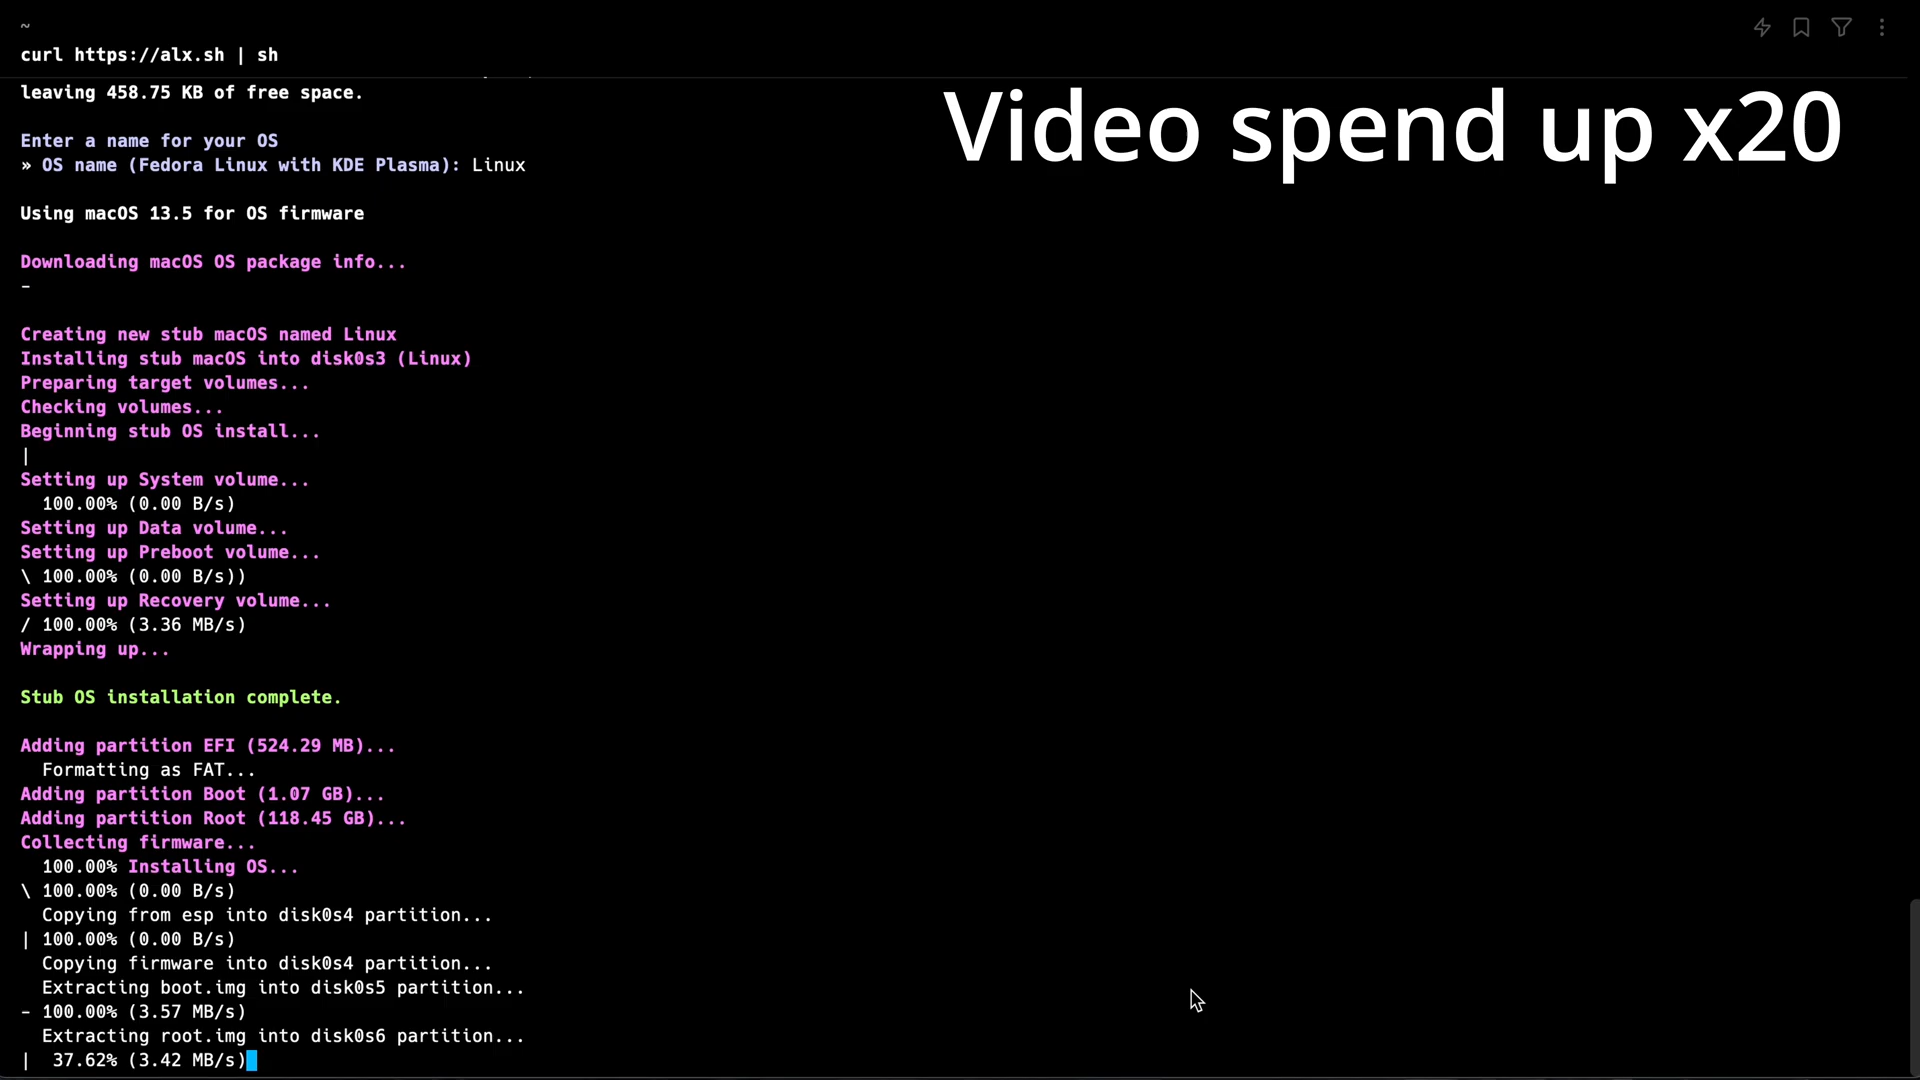 ~
curl https://alx.sh | sh
leaving 458.75 KB of free space.
Video spend up x20
Enter a name for your OS
» OS name (Fedora Linux with KDE Plasma): Linux
Using macOS 13.5 for OS firmware
Downloading macOS OS package info...
-
Creating new stub macOS named Linux
Installing stub macOS into disk0s3 (Linux)
Preparing target volumes...
Checking volumes...
Beginning stub OS install...
|
Setting up System volume...
100.00% (0.00 B/s)
Setting up Data volume...
Setting up Preboot volume...
\ 100.00% (0.00 B/s))
Setting up Recovery volume...
/ 100.00% (3.36 MB/s)
Wrapping up...
Stub OS installation complete.
Adding partition EFI (524.29 MB)...
Formatting as FAT...
Adding partition Boot (1.07 GB)...
Adding partition Root (118.45 GB)...
Collecting firmware...
100.00% Installing OS...
\ 100.00% (0.00 B/s)
Copying from esp into disk0s4 partition...
| 100.00% (0.00 B/s)
Copying firmware into disk0s4 partition...
Extracting boot.img into disk0s5 partition...
- 100.00% (3.57 MB/s)
Extracting root.img into disk0s6 partition...
| 37.62% (3.42 MB/s)